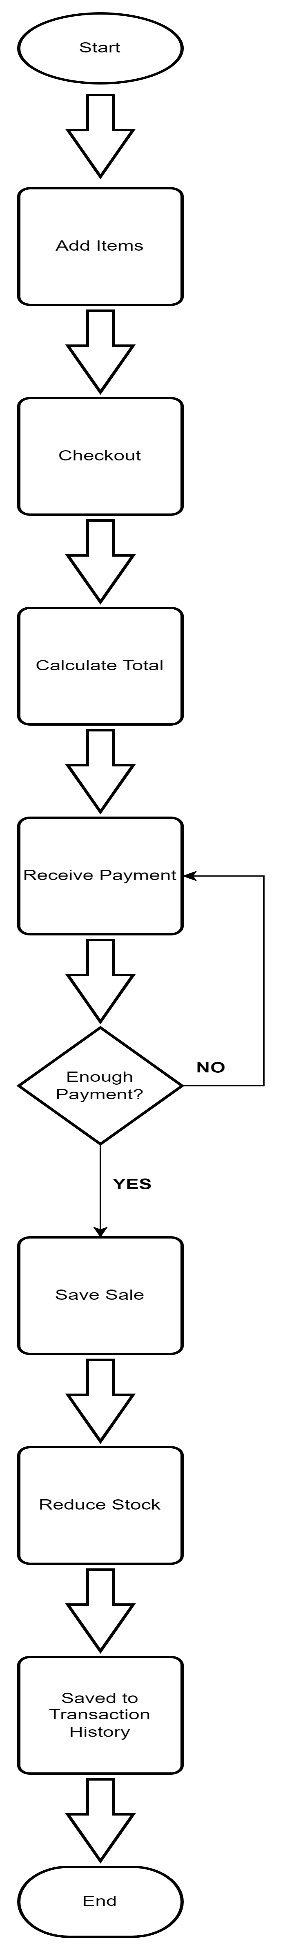 Start
Add Items
Checkout
Calculate Total
Receive Payment
Enough
Payment?
NO
YES
Save Sale
Reduce Stock
Saved to
Transaction
History
End